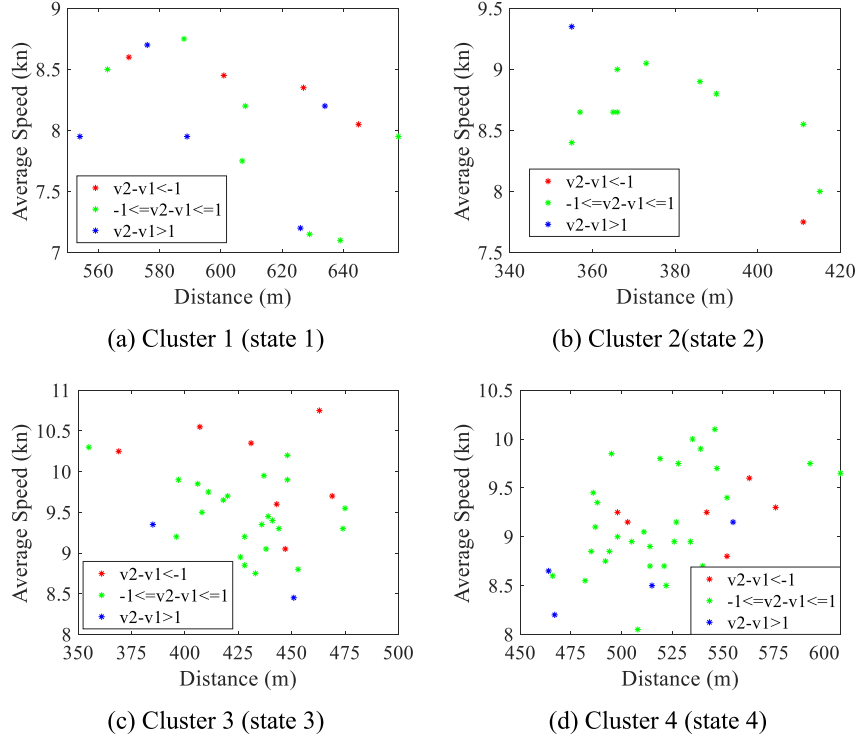 9
8.5
8
7.5
7
Average Speed (kn)
v2-v1<-1
-1<=v2-v1<=1
v2-v1>1
560 580 600 620 640
Distance (m)
(a) Cluster 1 (state 1)
9.5
9
8.5
8
7.5
Average Speed (kn)
v2-v1<-1
-1<=v2-v1<=1
v2-v1>1
340 360 380 400 420
Distance (m)
(b) Cluster 2(state 2)
11
10.5
10
9.5
9
8.5
8
Average Speed (kn)
v2-v1<-1
-1<=v2-v1<=1
v2-v1>1
350 375 400 425 450 475 500
Distance (m)
(c) Cluster 3 (state 3)
10.5
10
9.5
9
8.5
8
Average Speed (kn)
v2-v1<-1
-1<=v2-v1<=1
v2-v1>1
450 475 500 525 550 575 600
Distance (m)
(d) Cluster 4 (state 4)